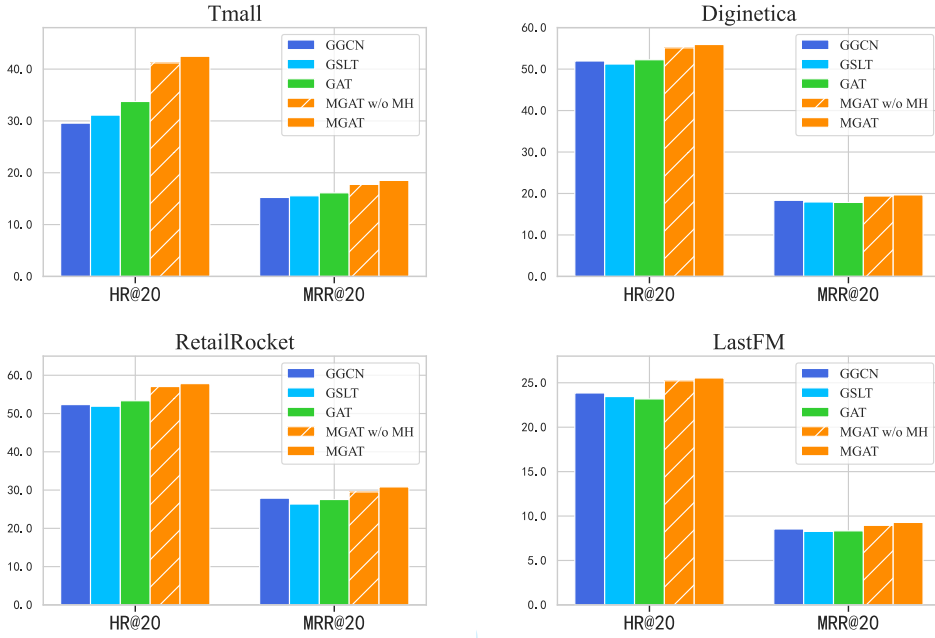 Tmall
40.0
30.0
20.0
10.0
0.0
HR@20
MRR@20
GGCN
GSLT
GAT
MGAT w/o MH
MGAT
Diginetica
60.0
50.0
40.0
30.0
20.0
10.0
0.0
HR@20
MRR@20
GGCN
GSLT
GAT
MGAT w/o MH
MGAT
RetailRocket
60.0
50.0
40.0
30.0
20.0
10.0
0.0
HR@20
MRR@20
GGCN
GSLT
GAT
MGAT w/o MH
MGAT
LastFM
25.0
20.0
15.0
10.0
5.0
0.0
HR@20
MRR@20
GGCN
GSLT
GAT
MGAT w/o MH
MGAT